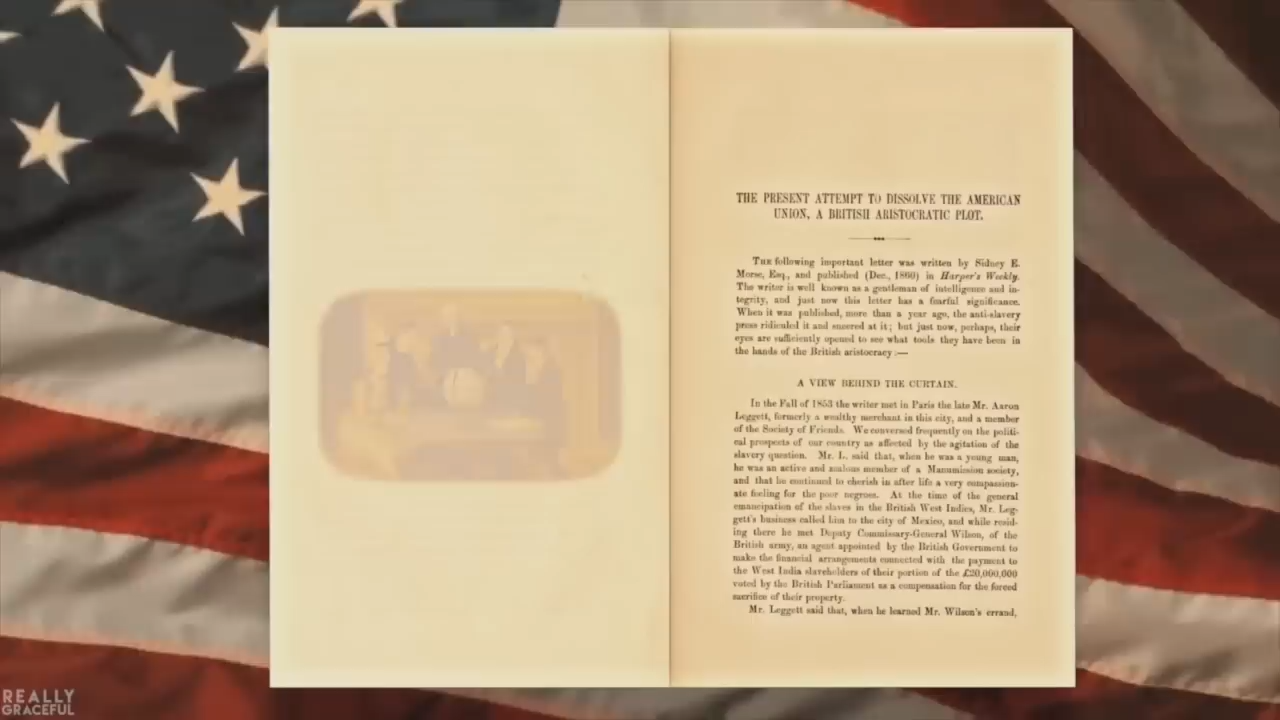 THE PRESENT ATTEMPT TO DISSOLVE THE AMERICAN
UNION, A BRITISH ARISTOCRATIC PLOT.
THE following important letter was written by Sidney E.
Morse, Esq., and published (Dec., 1860) in Harper's Weekly.
The writer is well known as a gentleman of intelligence and in-
tegrity, and just now this letter has a fearful significance.
When it was published, more than a year ago, the anti-slavery
press ridiculed it and sneered at it; but just now, perhaps, their
eyes are sufficiently opened to see what tools they have been in
the hands of the British aristocracy :—
A VIEW BEHIND THE CURTAIN.
In the Fall of 1853 the writer met in Paris the late Mr. Aaron
Leggett, formerly a wealthy merchant in this city, and a member
of the Society of Friends. We conversed frequently on the politi-
cal prospects of our country as affected by the agitation of the
slavery question. Mr. L. said that, when he was a young man,
he was an active and zealous member of a Manumission society,
and that he continued to cherish in after life a very compassion-
ate feeling for the poor negroes. At the time of the general
emancipation of the slaves in the British West Indies, Mr. Leg-
gett's business called him to the city of Mexico, and while resid-
ing there he met Deputy Commissary-General Wilson, of the
British army, an agent appointed by the British Government to
make the financial arrangements connected with the payment to
the West India slaveholders of their portion of the £20,000,000
voted by the British Parliament as a compensation for the forced
sacrifice of their property.
Mr. Leggett said that, when he learned Mr. Wilson's errand,
REALLY
GRACEFUL